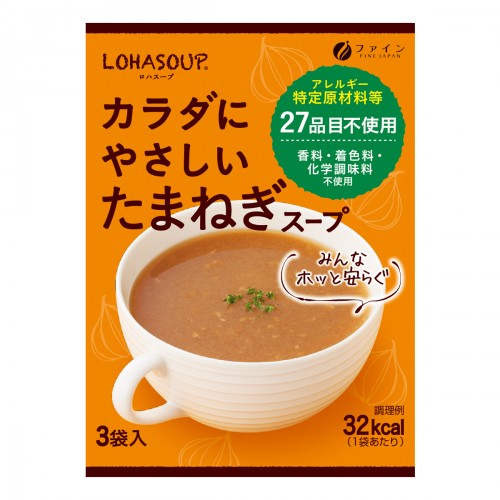 LOHASOUP®
ロハスープ
ファイン
FINE JAPAN
アレルギー
特定原材料等
27品目不使用
香料・着色料・
化学調味料
不使用
カラダに
やさしい
たまねぎスープ
みんな
ホッと安らぐ
調理例
32kcal
(1袋あたり)
3袋入